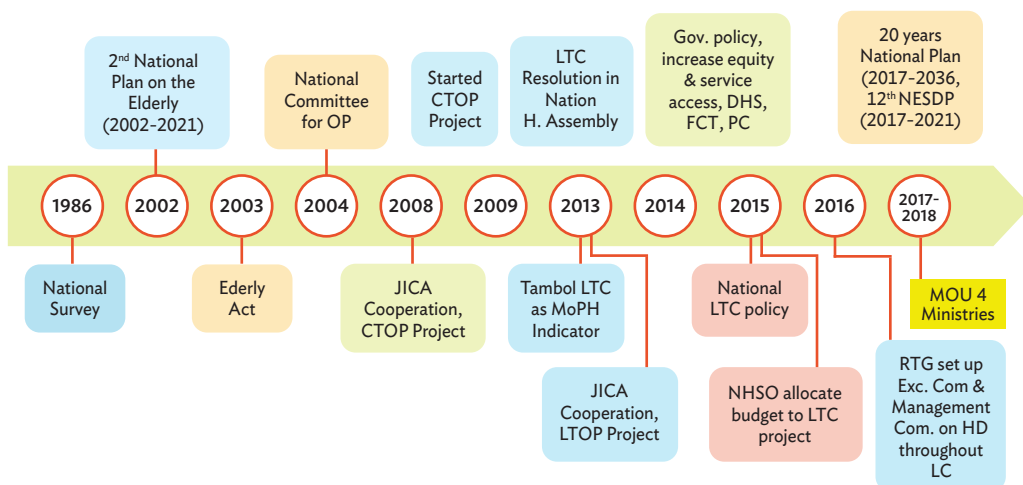 2nd National
Plan on the
Elderly
(2002-2021)
National
Committee
for OP
Started
CTOP
Project
LTC
Resolution in
Nation
H. Assembly
Gov. policy,
increase equity
& service
access, DHS,
FCT, PC
20 years
National Plan
(2017-2036,
12th NESDP
(2017-2021)
1986
2002
2003
2004
2008
2009
2013
2014
2015
2016
2017-
2018
National
Survey
Ederly
Act
JICA
Cooperation,
CTOP Project
Tambol LTC
as MoPH
Indicator
National
LTC policy
MOU 4
Ministries
JICA
Cooperation,
LTOP Project
NHSO allocate
budget to LTC
project
RTG set up
Exc. Com &
Management
Com. on HD
throughout
LC